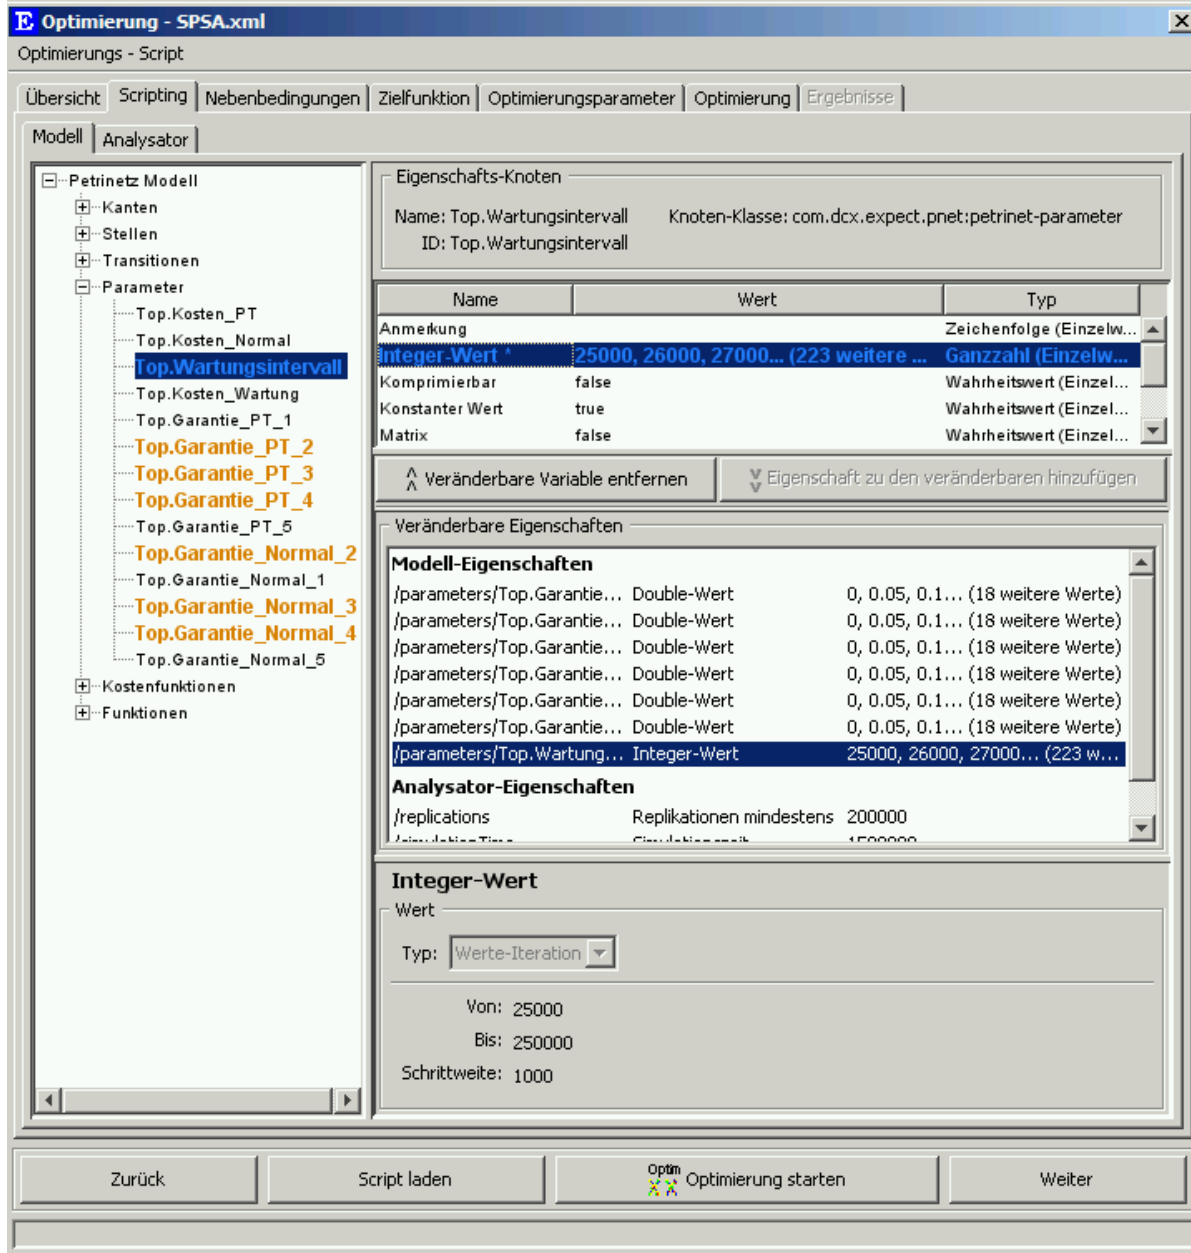 E Optimierung - SPSA.xml
Optimierungs - Script
Übersicht Scripting Nebenbedingungen Zielfunktion Optimierungsparameter Optimierung Ergebnisse
Modell Analysator
Petrinetz Modell
Kanten
Stellen
Transitionen
Parameter
Top.Kosten_PT
Top.Kosten_Normal
Top.Wartungsintervall
Top.Kosten_Wartung
Top.Garantie_PT_1
Top.Garantie_PT_2
Top.Garantie_PT_3
Top.Garantie_PT_4
Top.Garantie_PT_5
Top.Garantie_Normal_2
Top.Garantie_Normal_1
Top.Garantie_Normal_3
Top.Garantie_Normal_4
Top.Garantie_Normal_5
Kostenfunktionen
Funktionen
Eigenschafts-Knoten
Name: Top.Wartungsintervall Knoten-Klasse: com.dcx.expect.pnet:petrinet-parameter
ID: Top.Wartungsintervall
Name Wert Typ
Anmerkung Zeichenfolge (Einzelw...
Integer-Wert * 25000, 26000, 27000... (223 weitere ... Ganzzahl (Einzelw...
Komprimierbar false Wahrheitswert (Einzel...
Konstanter Wert true Wahrheitswert (Einzel...
Matrix false Wahrheitswert (Einzel...
Veränderbare Variable entfernen Eigenschaft zu den veränderbaren hinzufügen
Veränderbare Eigenschaften
Modell-Eigenschaften
/parameters/Top.Garantie... Double-Wert 0, 0.05, 0.1... (18 weitere Werte)
/parameters/Top.Garantie... Double-Wert 0, 0.05, 0.1... (18 weitere Werte)
/parameters/Top.Garantie... Double-Wert 0, 0.05, 0.1... (18 weitere Werte)
/parameters/Top.Garantie... Double-Wert 0, 0.05, 0.1... (18 weitere Werte)
/parameters/Top.Garantie... Double-Wert 0, 0.05, 0.1... (18 weitere Werte)
/parameters/Top.Garantie... Double-Wert 0, 0.05, 0.1... (18 weitere Werte)
/parameters/Top.Wartung... Integer-Wert 25000, 26000, 27000... (223 w...
Analysator-Eigenschaften
/replications Replikationen mindestens 200000
/simulationTime Simulationszeit 1500000
Integer-Wert
Wert
Typ: Werte-Iteration
Von: 25000
Bis: 250000
Schrittweite: 1000
Zurück Script laden Optim Optimierung starten Weiter